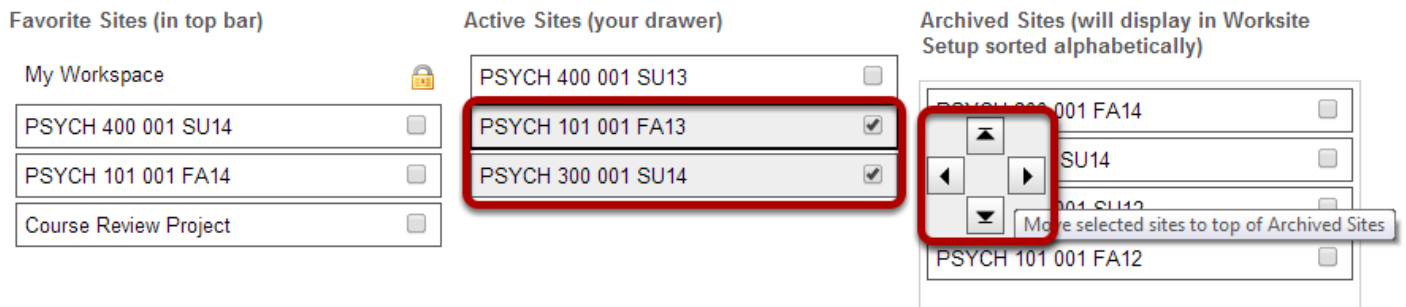 Favorite Sites (in top bar)
My Workspace
PSYCH 400 001 SU14
PSYCH 101 001 FA14
Course Review Project
Active Sites (your drawer)
PSYCH 400 001 SU13
PSYCH 101 001 FA13
PSYCH 300 001 SU14
Archived Sites (will display in Worksite
Setup sorted alphabetically)
001 FA14
SU14
Move selected sites to top of Archived Sites
PSYCH 101 001 FA12